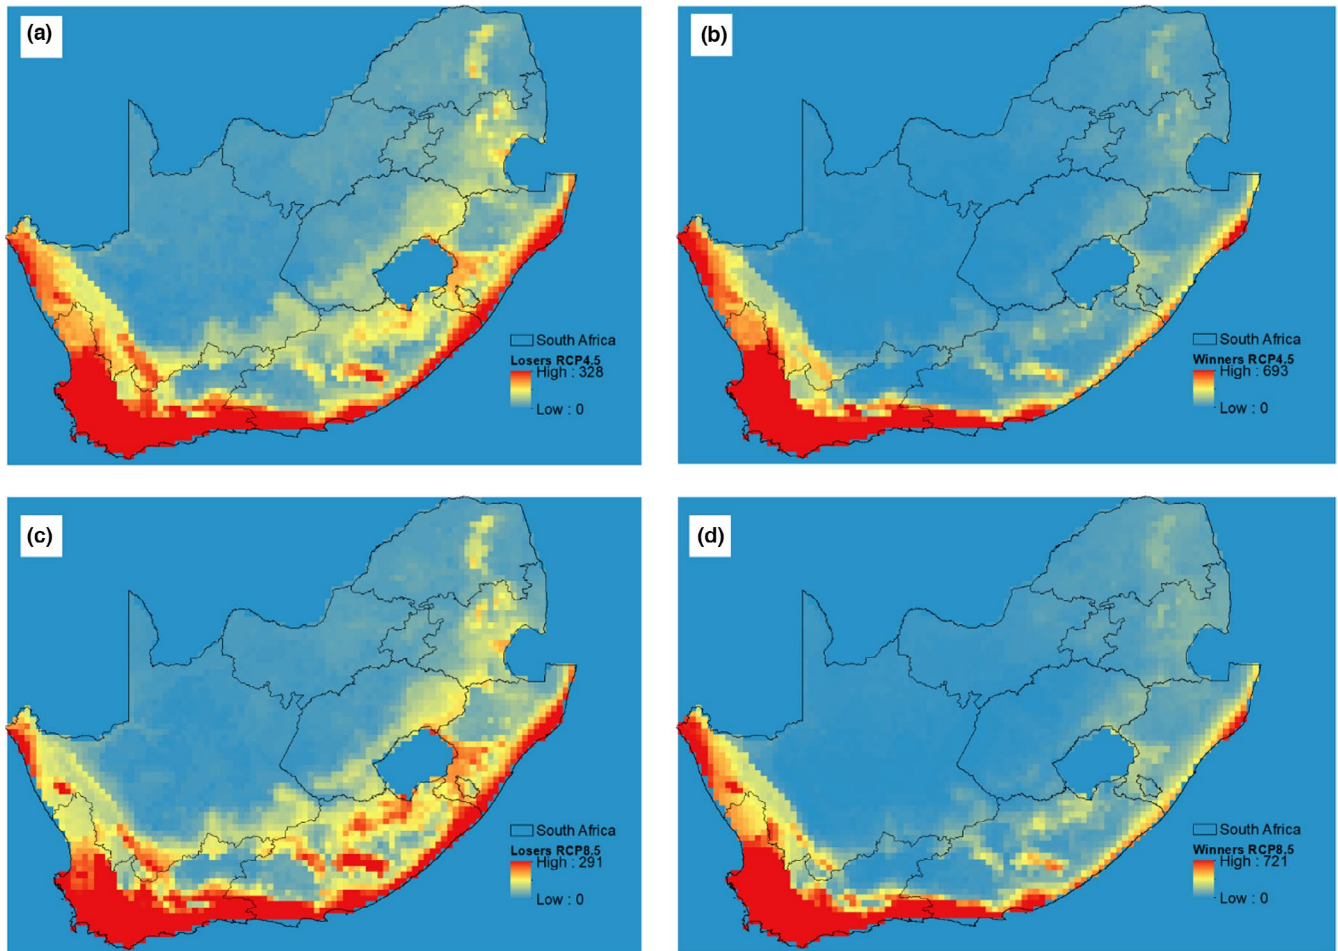 (a)
South Africa
Losers RCP4,5
High : 328
Low : 0
(b)
South Africa
Winners RCP4.5
High : 693
Low : 0
(c)
South Africa
Losers RCP8.5
High : 291
Low : 0
(d)
South Africa
Winners RCP8.5
High : 721
Low : 0